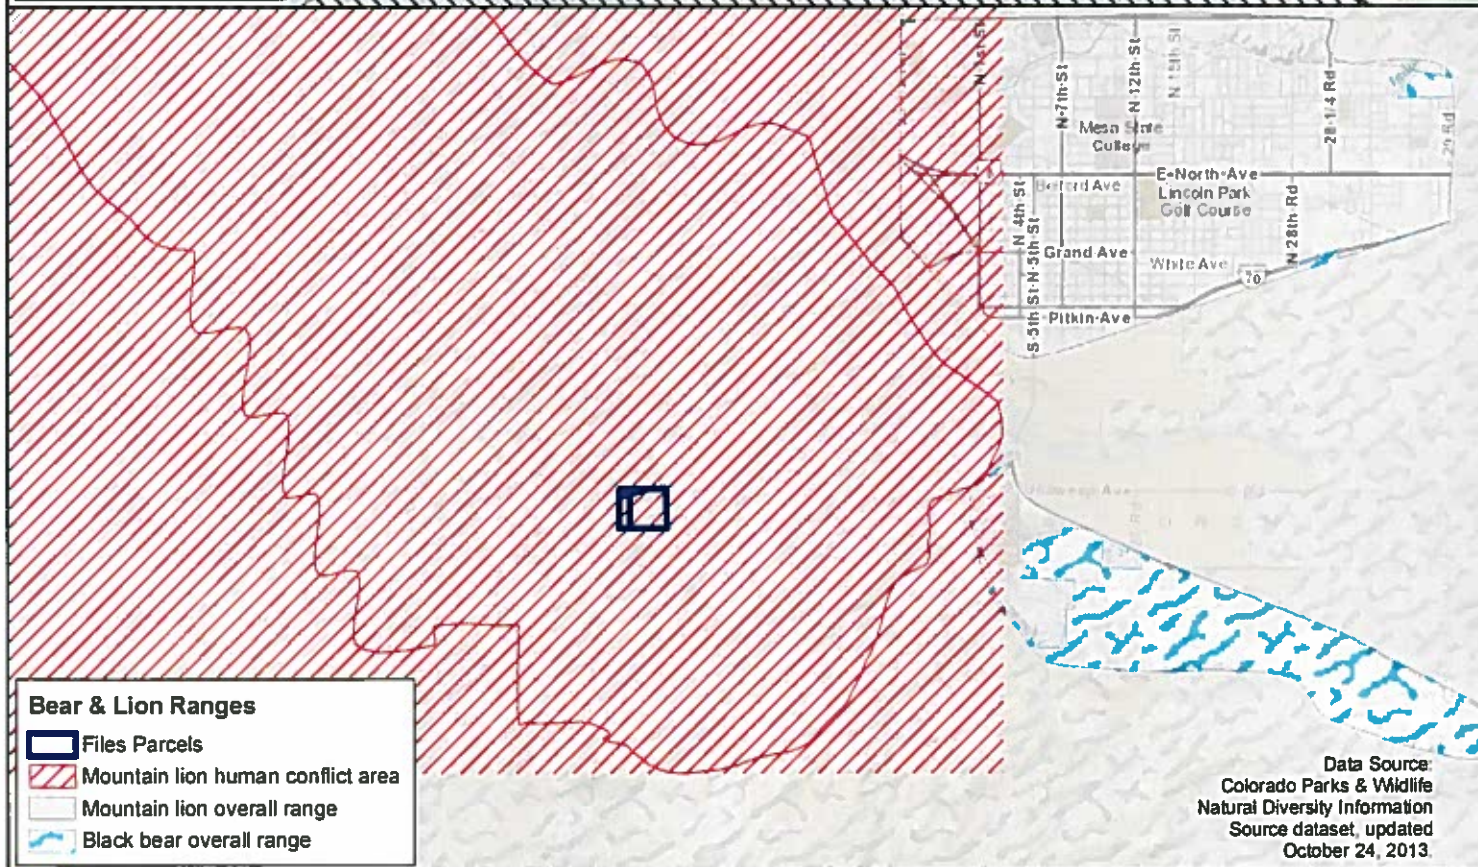 N 1st St
N-7th-St
N-12th-St
N 15th St
28-1/4 Rd
29 Rd
Mesa State
College
E-North-Ave
Belford Ave
Lincoln Park
Golf Course
N 4th St
S-5th-St-N-5th-St
N 28th Rd
Grand Ave
White Ave
70
Pitkin-Ave
Bear & Lion Ranges
Files Parcels
Mountain lion human conflict area
Mountain lion overall range
Black bear overall range
Data Source:
Colorado Parks & Wildlife
Natural Diversity Information
Source dataset, updated
October 24, 2013.